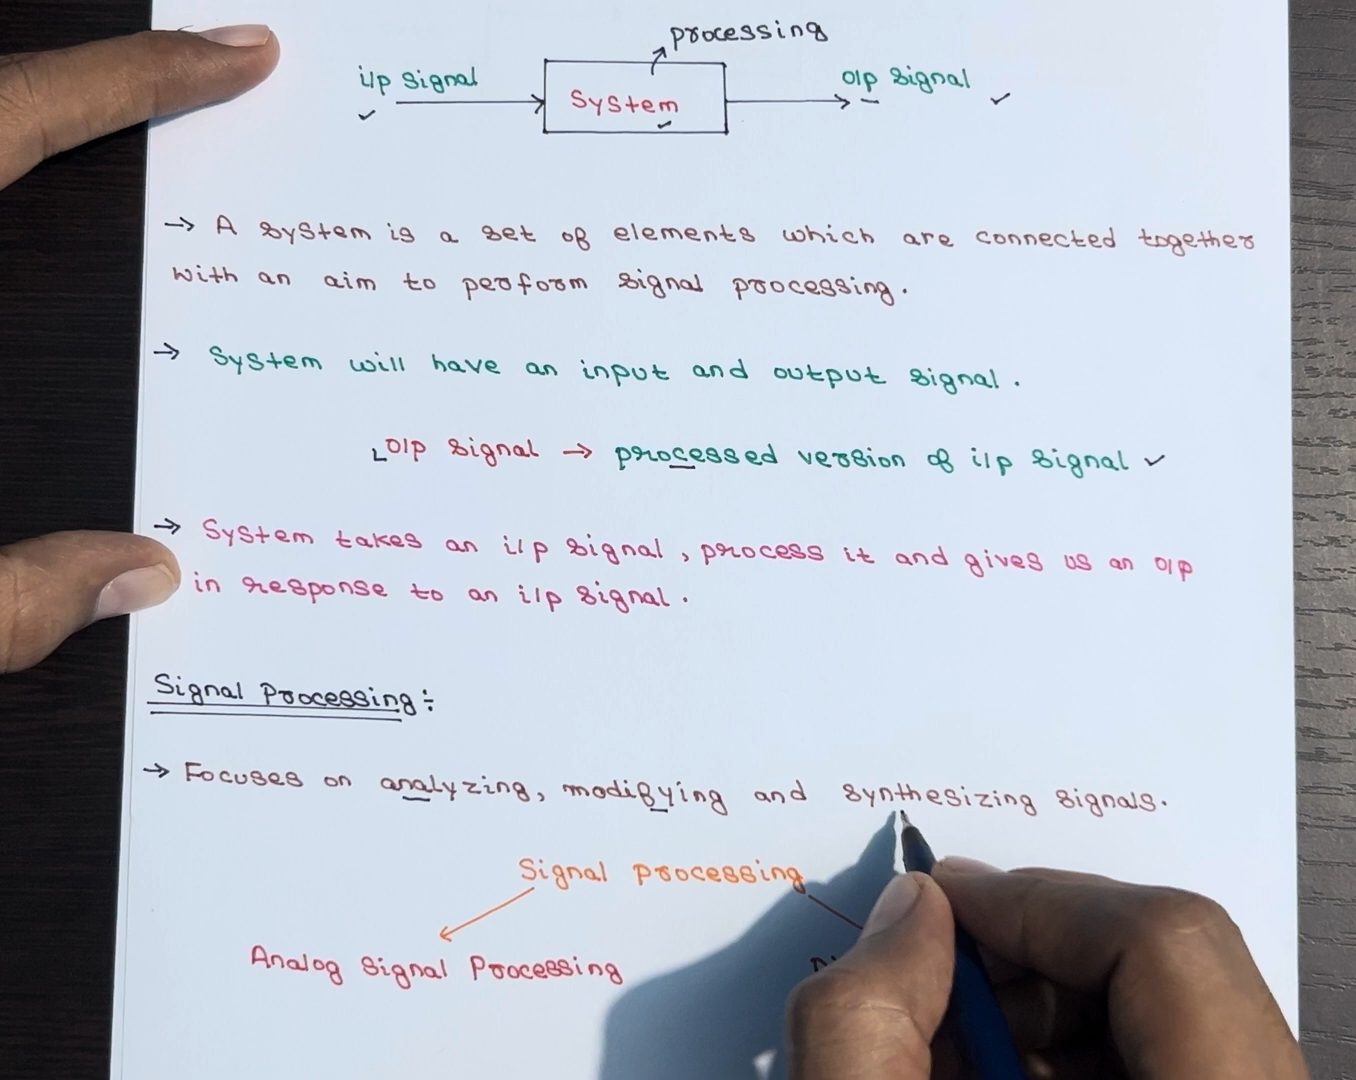 processing
i/p signal
System
o/p signal
→ A system is a set of elements which are connected together
with an aim to perform signal processing.
→ System will have an input and output signal.
o/p signal → processed version of i/p signal
→ System takes an i/p signal, process it and gives us an o/p
in response to an i/p signal.
Signal Processing:
→ Focuses on analyzing, modifying and synthesizing signals.
Signal processing
Analog Signal Processing